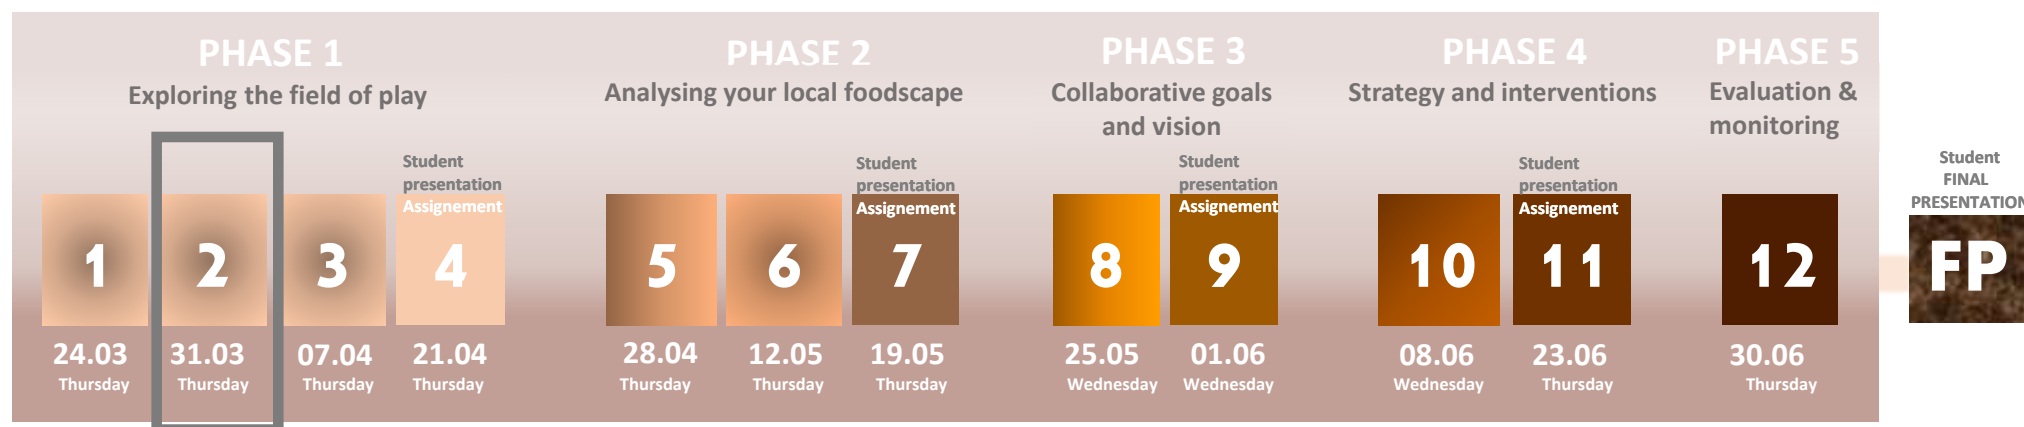 PHASE 1
Exploring the field of play
Student
presentation
Assignement
1
2
3
4
24.03
Thursday
31.03
Thursday
07.04
Thursday
21.04
Thursday
PHASE 2
Analysing your local foodscape
Student
presentation
Assignement
5
6
7
28.04
Thursday
12.05
Thursday
19.05
Thursday
PHASE 3
Collaborative goals
and vision
Student
presentation
Assignement
8
9
25.05
Wednesday
01.06
Wednesday
PHASE 4
Strategy and interventions
Student
presentation
Assignement
10
11
08.06
Wednesday
23.06
Thursday
PHASE 5
Evaluation &
monitoring
12
30.06
Thursday
Student
FINAL
PRESENTATION
FP